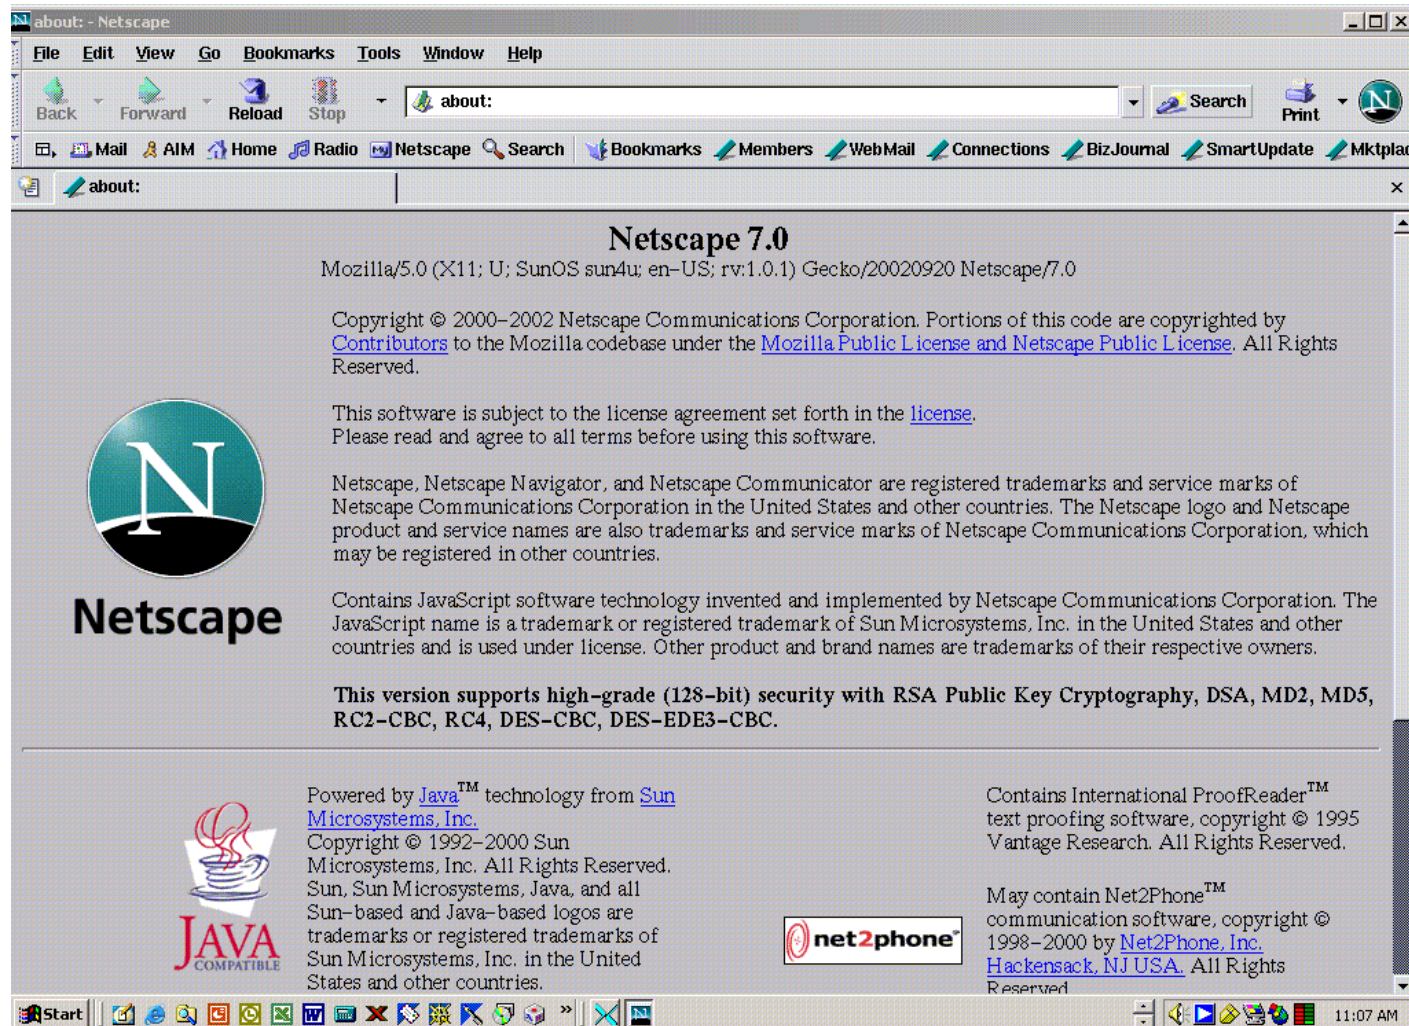 about: - Netscape
File Edit View Go Bookmarks Tools Window Help
Back Forward Reload Stop about: Search Print N
Mail AIM Home Radio My Netscape Search Bookmarks Members WebMail Connections BizJournal SmartUpdate Mktplac
about:
Netscape 7.0
Mozilla/5.0 (X11; U; SunOS sun4u; en-US; rv:1.0.1) Gecko/20020920 Netscape/7.0
Copyright © 2000-2002 Netscape Communications Corporation. Portions of this code are copyrighted by
Contributors to the Mozilla codebase under the Mozilla Public License and Netscape Public License. All Rights
Reserved.
This software is subject to the license agreement set forth in the license.
Please read and agree to all terms before using this software.
Netscape, Netscape Navigator, and Netscape Communicator are registered trademarks and service marks of
Netscape Communications Corporation in the United States and other countries. The Netscape logo and Netscape
product and service names are also trademarks and service marks of Netscape Communications Corporation, which
may be registered in other countries.
N
Netscape
Contains JavaScript software technology invented and implemented by Netscape Communications Corporation. The
JavaScript name is a trademark or registered trademark of Sun Microsystems, Inc. in the United States and other
countries and is used under license. Other product and brand names are trademarks of their respective owners.
This version supports high-grade (128-bit) security with RSA Public Key Cryptography, DSA, MD2, MD5,
RC2-CBC, RC4, DES-CBC, DES-EDE3-CBC.
JAVA
COMPATIBLE
Powered by Java™ technology from Sun
Microsystems, Inc.
Copyright © 1992-2000 Sun
Microsystems, Inc. All Rights Reserved.
Sun, Sun Microsystems, Java, and all
Sun-based and Java-based logos are
trademarks or registered trademarks of
Sun Microsystems, Inc. in the United
States and other countries.
net2phone
Contains International ProofReader™
text proofing software, copyright © 1995
Vantage Research. All Rights Reserved.
May contain Net2Phone™
communication software, copyright ©
1998-2000 by Net2Phone, Inc.
Hackensack, NJ USA. All Rights
Reserved
Start 11:07 AM